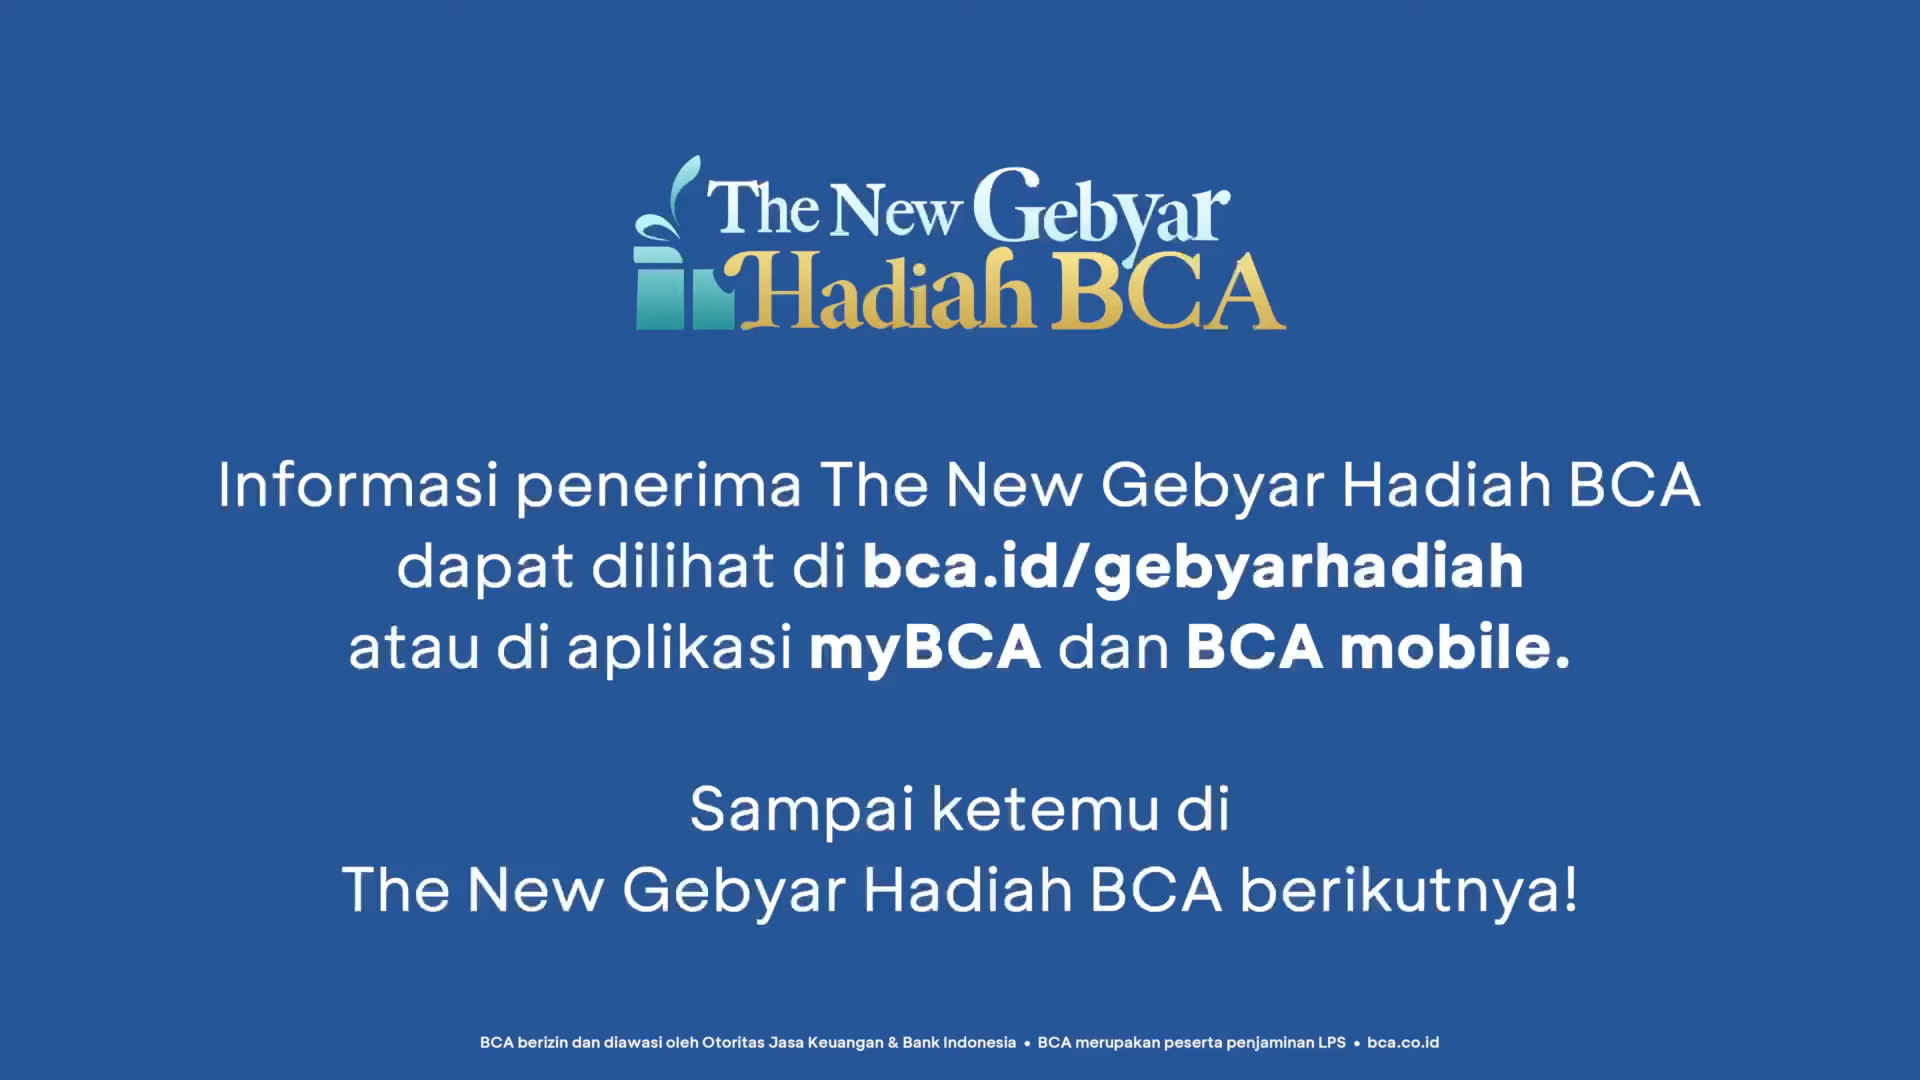 The New Gebyar
Hadiah BCA
Informasi penerima The New Gebyar Hadiah BCA
dapat dilihat di bca.id/gebyarhadiah
atau di aplikasi myBCA dan BCA mobile.
Sampai ketemu di
The New Gebyar Hadiah BCA berikutnya!
BCA berizin dan diawasi oleh Otoritas Jasa Keuangan & Bank Indonesia • BCA merupakan peserta penjaminan LPS • bca.co.id